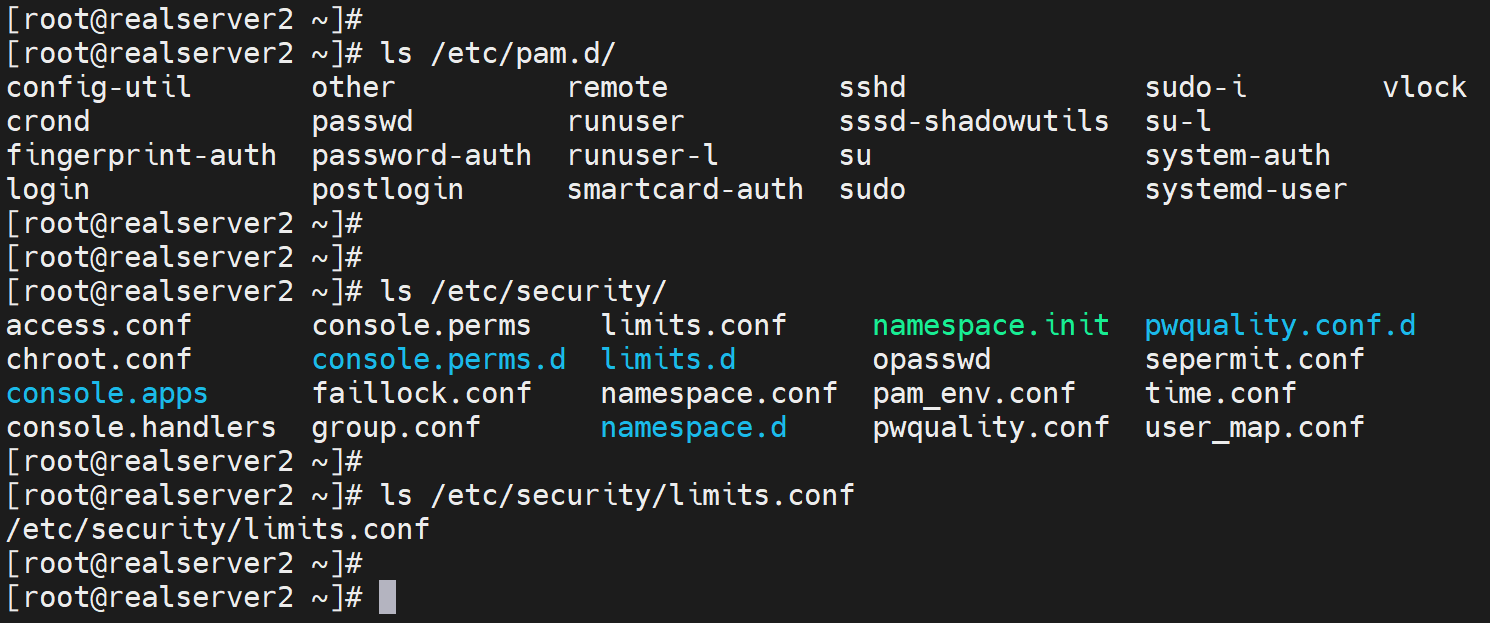 [root@realserver2 ~]#
[root@realserver2 ~]# ls /etc/pam.d/
config-util       other          remote          sshd              sudo-i        vlock
crond             passwd         runuser         sssd-shadowutils  su-l
fingerprint-auth  password-auth  runuser-l       su                system-auth
login             postlogin      smartcard-auth  sudo              systemd-user
[root@realserver2 ~]#
[root@realserver2 ~]#
[root@realserver2 ~]# ls /etc/security/
access.conf       console.perms    limits.conf     namespace.init  pwquality.conf.d
chroot.conf       console.perms.d  limits.d        opasswd         sepermit.conf
console.apps      faillock.conf    namespace.conf  pam_env.conf    time.conf
console.handlers  group.conf       namespace.d     pwquality.conf  user_map.conf
[root@realserver2 ~]#
[root@realserver2 ~]# ls /etc/security/limits.conf
/etc/security/limits.conf
[root@realserver2 ~]#
[root@realserver2 ~]#